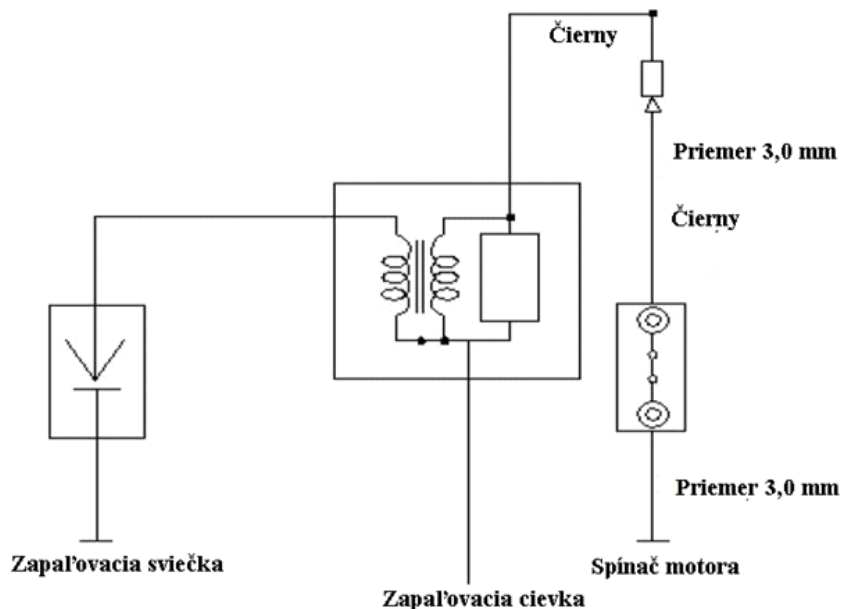 Čierny
Priemer 3,0 mm
Čierny
Priemer 3,0 mm
Zapaľovacia sviečka
Spínač motora
Zapaľovacia cievka